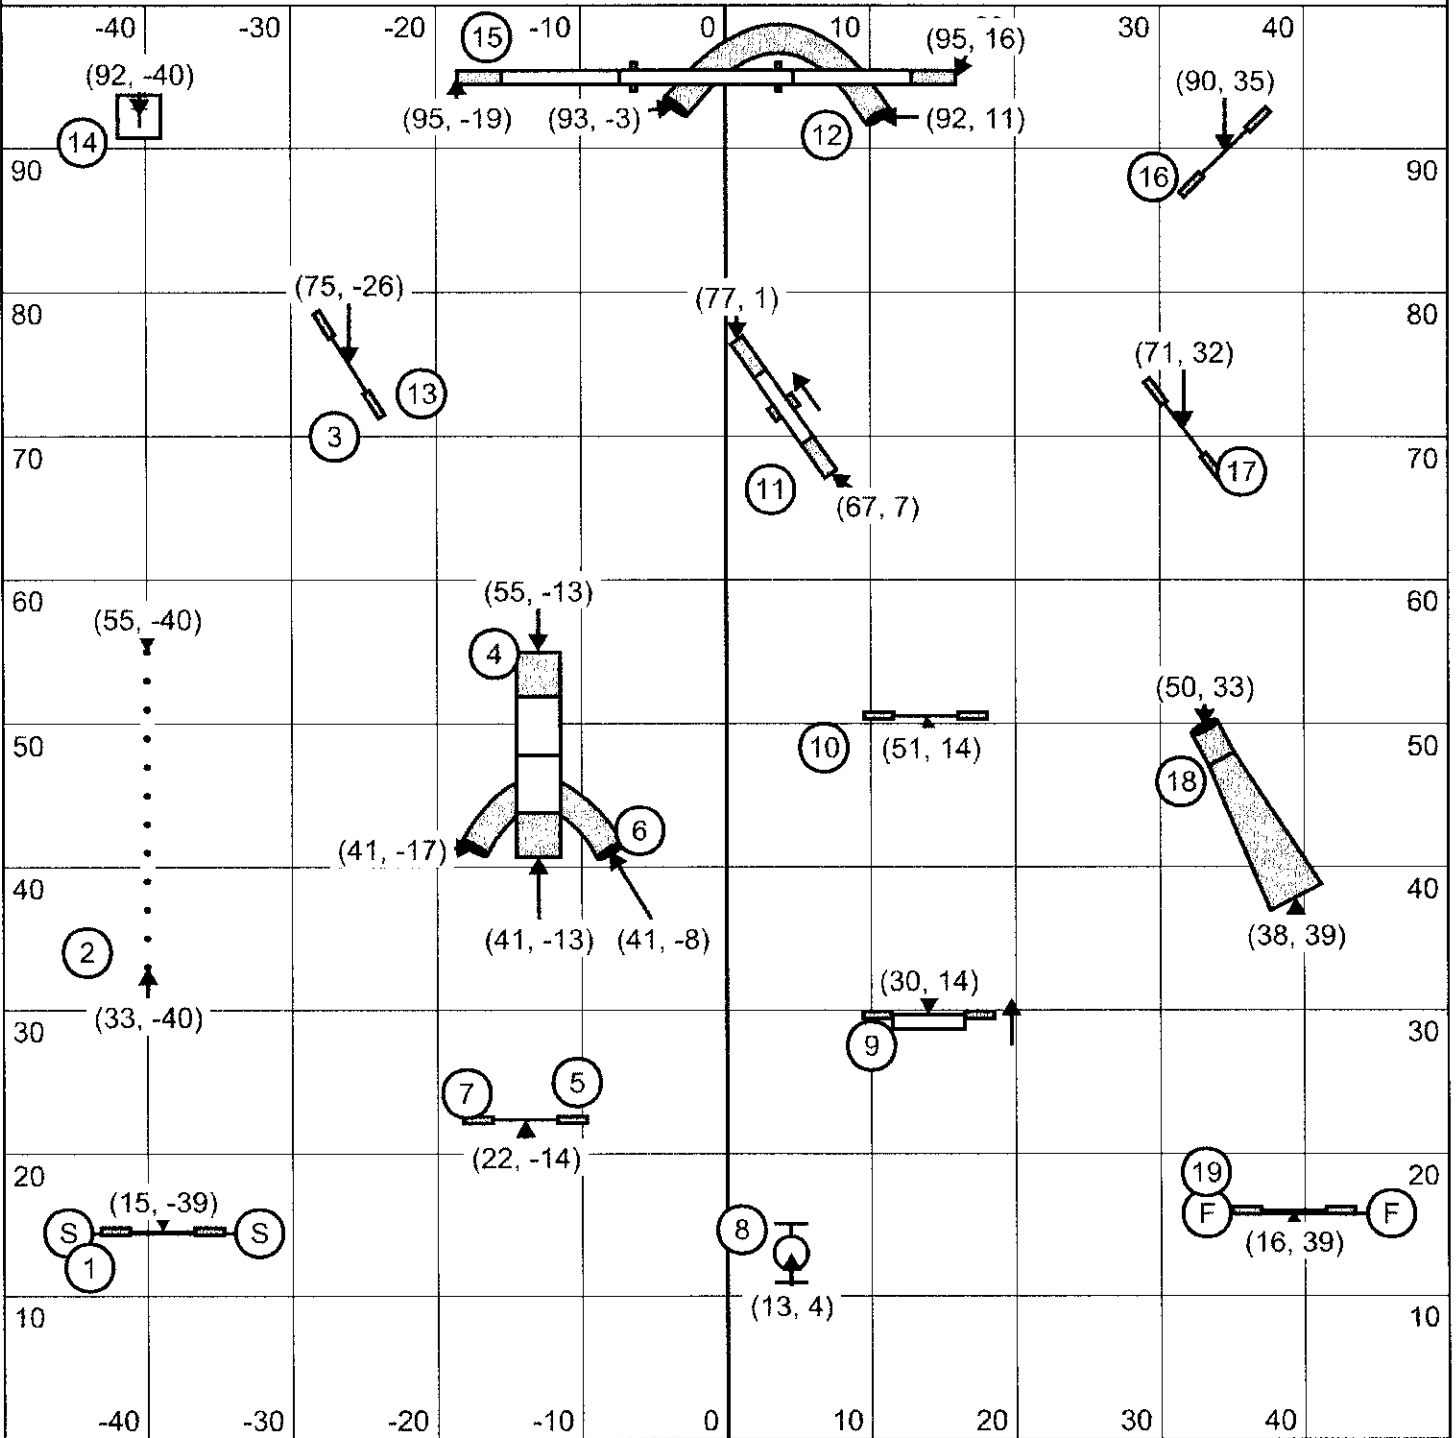 -40 -30 -20 15 -10 0 10 (95, 16) 30 40
(92, -40) (90, 35)
(95, -19) (93, -3) 12 (92, 11)
14
90 16 90
(75, -26) (77, 1)
80 80
(71, 32)
13
3
70 11 17 70
(67, 7)
60 (55, -13) 60
(55, -40)
4 (50, 33)
50 10 (51, 14) 18 50
6
(41, -17)
40 40
2 (41, -13) (41, -8) (38, 39)
(30, 14)
(33, -40)
30 9 30
7 5
(22, -14)
20 19 20
(15, -39)
S S 8 F F
1 (16, 39)
10 (13, 4) 10
-40 -30 -10 0 10 20 30 40